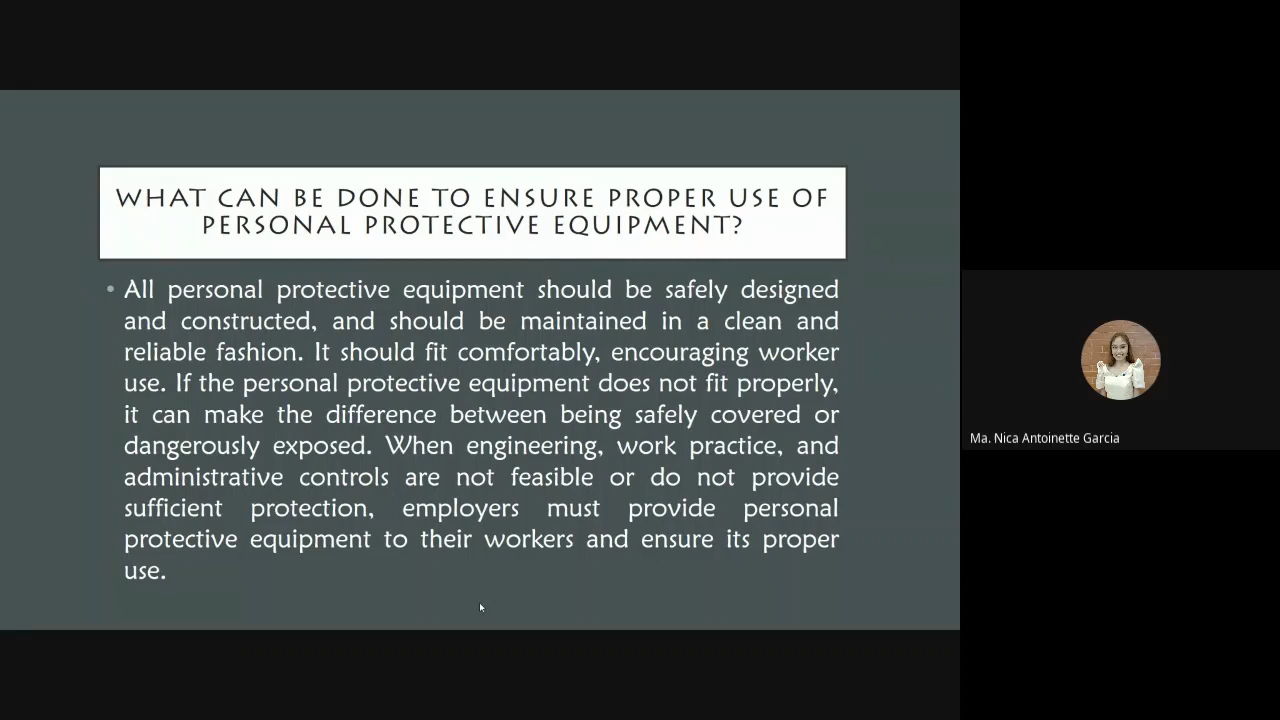 WHAT CAN BE DONE TO ENSURE PROPER USE OF
PERSONAL PROTECTIVE EQUIPMENT?
• All personal protective equipment should be safely designed
and constructed, and should be maintained in a clean and
reliable fashion. It should fit comfortably, encouraging worker
use. If the personal protective equipment does not fit properly,
it can make the difference between being safely covered or
dangerously exposed. When engineering, work practice, and
administrative controls are not feasible or do not provide
sufficient protection, employers must provide personal
protective equipment to their workers and ensure its proper
use.
Ma. Nica Antoinette Garcia